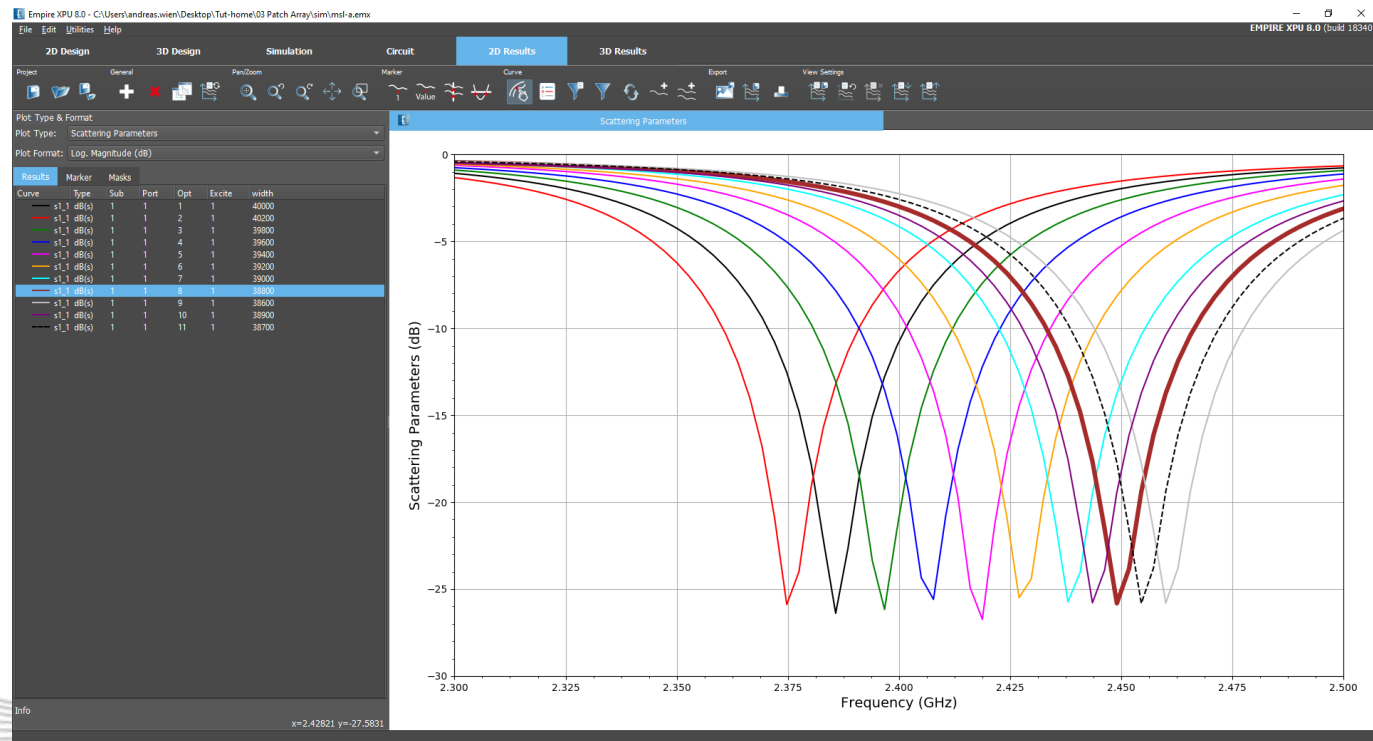 Empire XPU 8.0 - C:\Users\andreas.wien\Desktop\Tut-home\03 Patch Array\sim\msl-a.emx
File Edit Utilities Help
EMPIRE XPU 8.0 (build 18340
2D Design 3D Design Simulation Circuit 2D Results 3D Results
Project General Pan/Zoom Marker Curve Export View Settings
1 Value
Plot Type & Format
Plot Type: Scattering Parameters
Plot Format: Log. Magnitude (dB)
Results Marker Masks
Curve Type Sub Port Opt Excite width
s1_1 dB(s) 1 1 1 1 40000
s1_1 dB(s) 1 1 2 1 40200
s1_1 dB(s) 1 1 3 1 39800
s1_1 dB(s) 1 1 4 1 39600
s1_1 dB(s) 1 1 5 1 39400
s1_1 dB(s) 1 1 6 1 39200
s1_1 dB(s) 1 1 7 1 39000
s1_1 dB(s) 1 1 8 1 38800
s1_1 dB(s) 1 1 9 1 38600
s1_1 dB(s) 1 1 10 1 38900
s1_1 dB(s) 1 1 11 1 38700
Info
x=2.42821 y=-27.5831
Scattering Parameters
Scattering Parameters (dB)
0
−5
−10
−15
−20
−25
−30
2.300 2.325 2.350 2.375 2.400 2.425 2.450 2.475 2.500
Frequency (GHz)